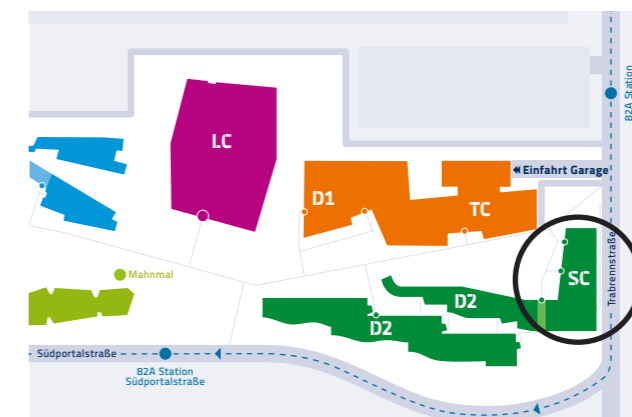 82A Station
LC
Einfahrt Garage
D1
TC
Trabrennstraße
Mahnmal
SC
D2
D2
Südportalstraße
82A Station
Südportalstraße